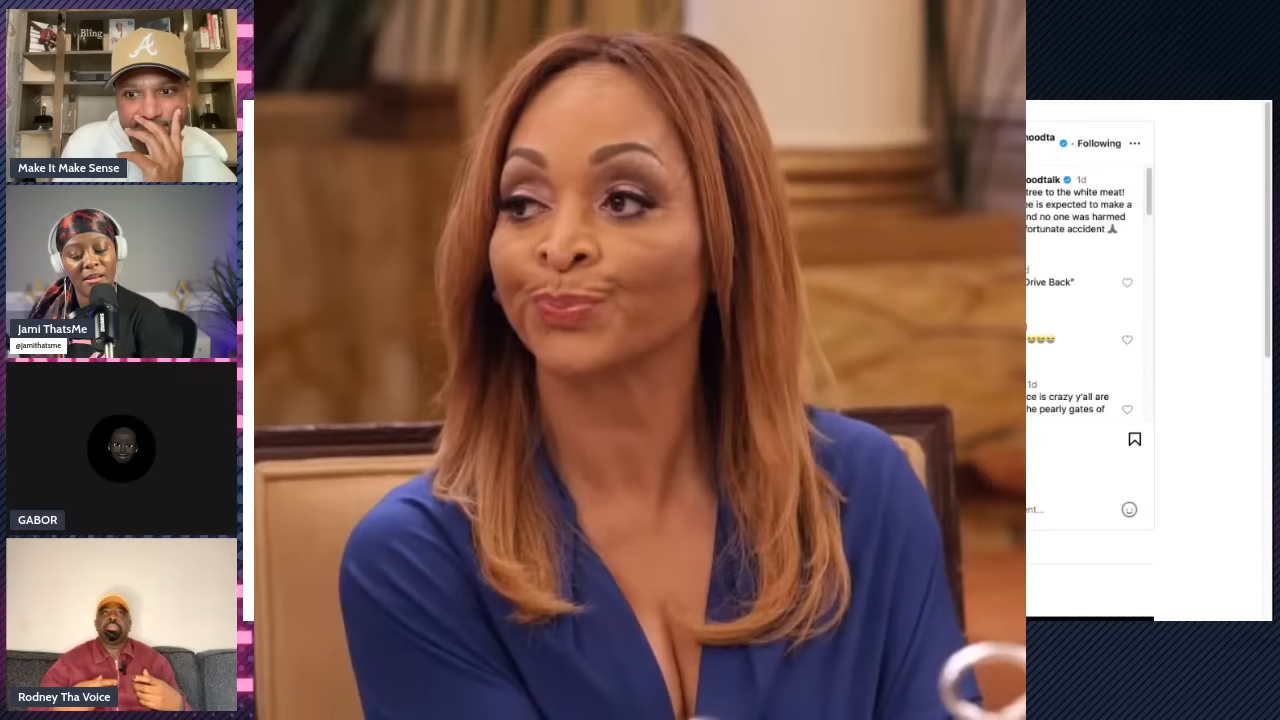 Bling
A
Make It Make Sense
Jami ThatsMe
@jamithatsme
GABOR
Rodney Tha Voice
hoodta
• Following
oodtalk 1d
tree to the white meat!
ee is expected to make a
nd no one was harmed
fortunate accident 🙏
d
Drive Back"
😂😂😂
1d
ce is crazy y'all are
he pearly gates of
ent...